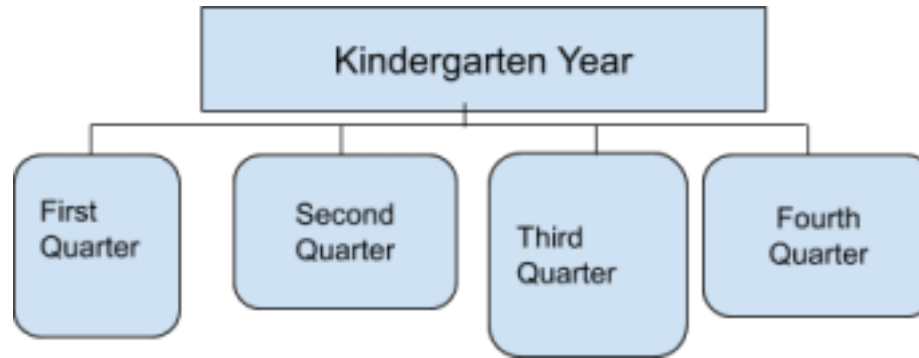 Kindergarten Year
First
Quarter
Second
Quarter
Third
Quarter
Fourth
Quarter